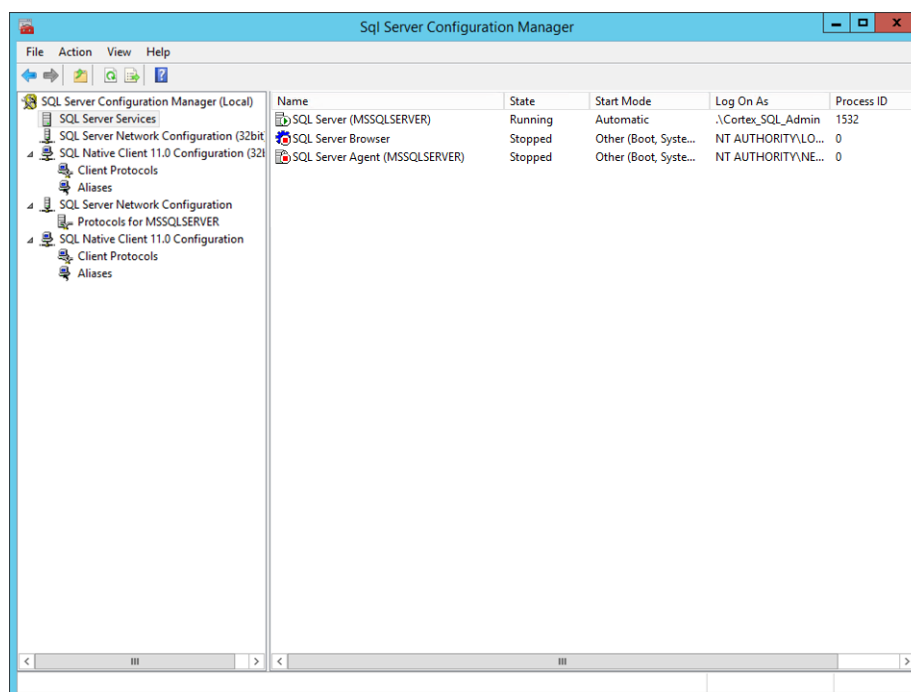 Sql Server Configuration Manager
File Action View Help
SQL Server Configuration Manager (Local)
SQL Server Services
SQL Server Network Configuration (32bit
SQL Native Client 11.0 Configuration (32l
Client Protocols
Aliases
SQL Server Network Configuration
Protocols for MSSQLSERVER
SQL Native Client 11.0 Configuration
Client Protocols
Aliases
Name State Start Mode Log On As Process ID
SQL Server (MSSQLSERVER) Running Automatic .\Cortex_SQL_Admin 1532
SQL Server Browser Stopped Other (Boot, Syste... NT AUTHORITY\LO... 0
SQL Server Agent (MSSQLSERVER) Stopped Other (Boot, Syste... NT AUTHORITY\NE... 0